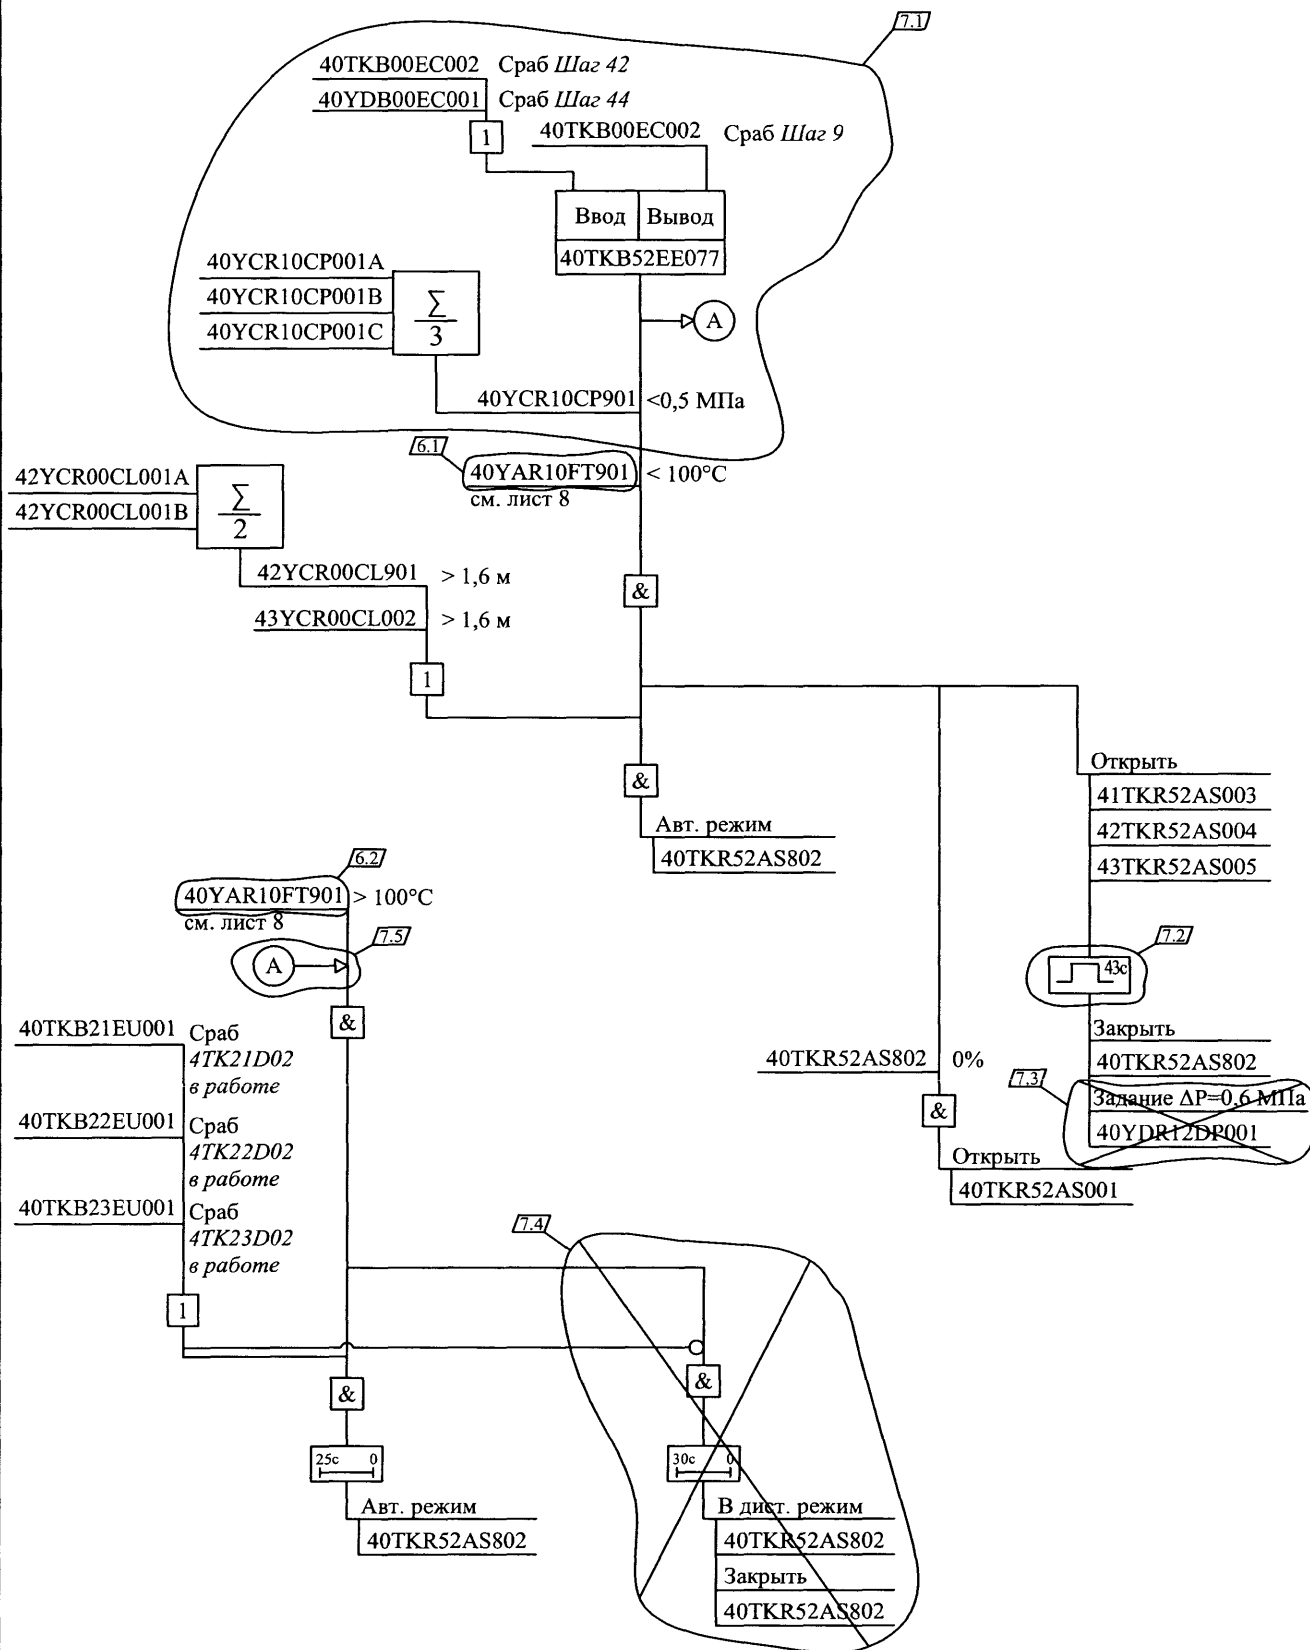 7.1
40TKB00EC002 Сраб Шаг 42
40YDB00EC001 Сраб Шаг 44
1
40TKB00EC002 Сраб Шаг 9
Ввод Вывод
40TKB52EE077
40YCR10CP001A
40YCR10CP001B
40YCR10CP001C
∑
3
A
40YCR10CP901 <0,5 МПа
6.1
40YAR10FT901 < 100°C
см. лист 8
42YCR00CL001A
42YCR00CL001B
∑
2
42YCR00CL901 > 1,6 м
43YCR00CL002 > 1,6 м
&
1
&
Авт. режим
40TKR52AS802
Открыть
41TKR52AS003
42TKR52AS004
43TKR52AS005
7.2
43с
Закрыть
40TKR52AS802
7.3
Задание ΔP=0,6 МПа
40YDR12DP001
40TKR52AS802 0%
&
Открыть
40TKR52AS001
6.2
40YAR10FT901 > 100°C
см. лист 8
7.5
A
&
40TKB21EU001 Сраб
4TK21D02
в работе
40TKB22EU001 Сраб
4TK22D02
в работе
40TKB23EU001 Сраб
4TK23D02
в работе
1
&
25с 0
Авт. режим
40TKR52AS802
7.4
&
30с 0
В дист. режим
40TKR52AS802
Закрыть
40TKR52AS802